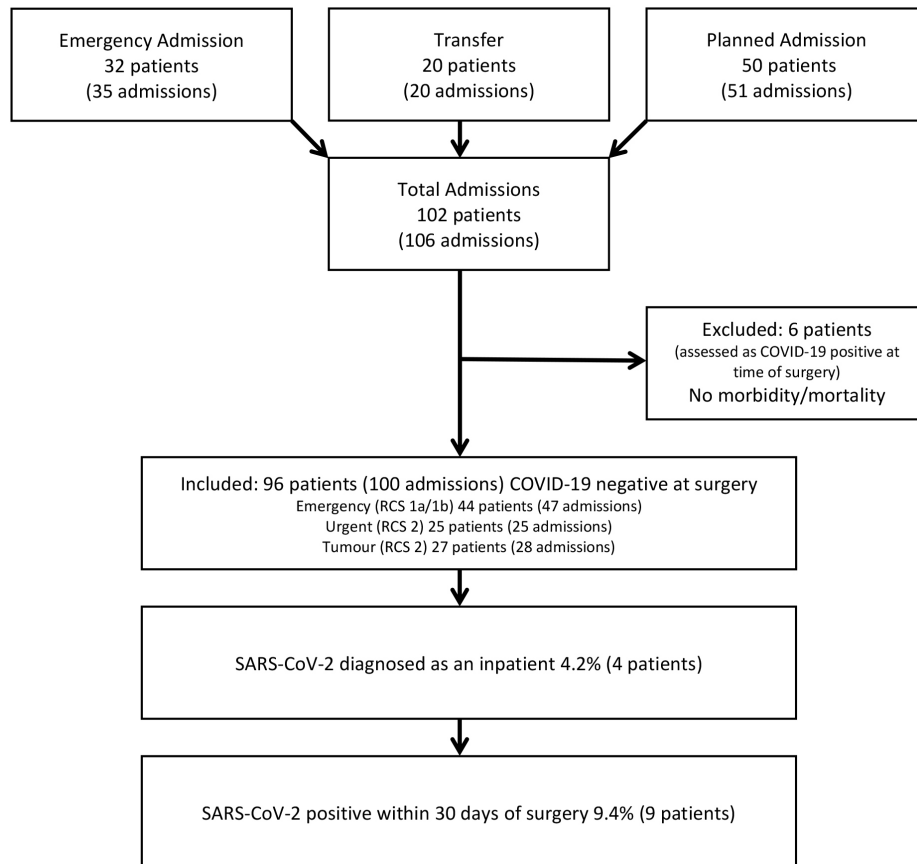 Emergency Admission
32 patients
(35 admissions)
Transfer
20 patients
(20 admissions)
Planned Admission
50 patients
(51 admissions)
Total Admissions
102 patients
(106 admissions)
Excluded: 6 patients
(assessed as COVID-19 positive at
time of surgery)
No morbidity/mortality
Included: 96 patients (100 admissions) COVID-19 negative at surgery
Emergency (RCS 1a/1b) 44 patients (47 admissions)
Urgent (RCS 2) 25 patients (25 admissions)
Tumour (RCS 2) 27 patients (28 admissions)
SARS-CoV-2 diagnosed as an inpatient 4.2% (4 patients)
SARS-CoV-2 positive within 30 days of surgery 9.4% (9 patients)